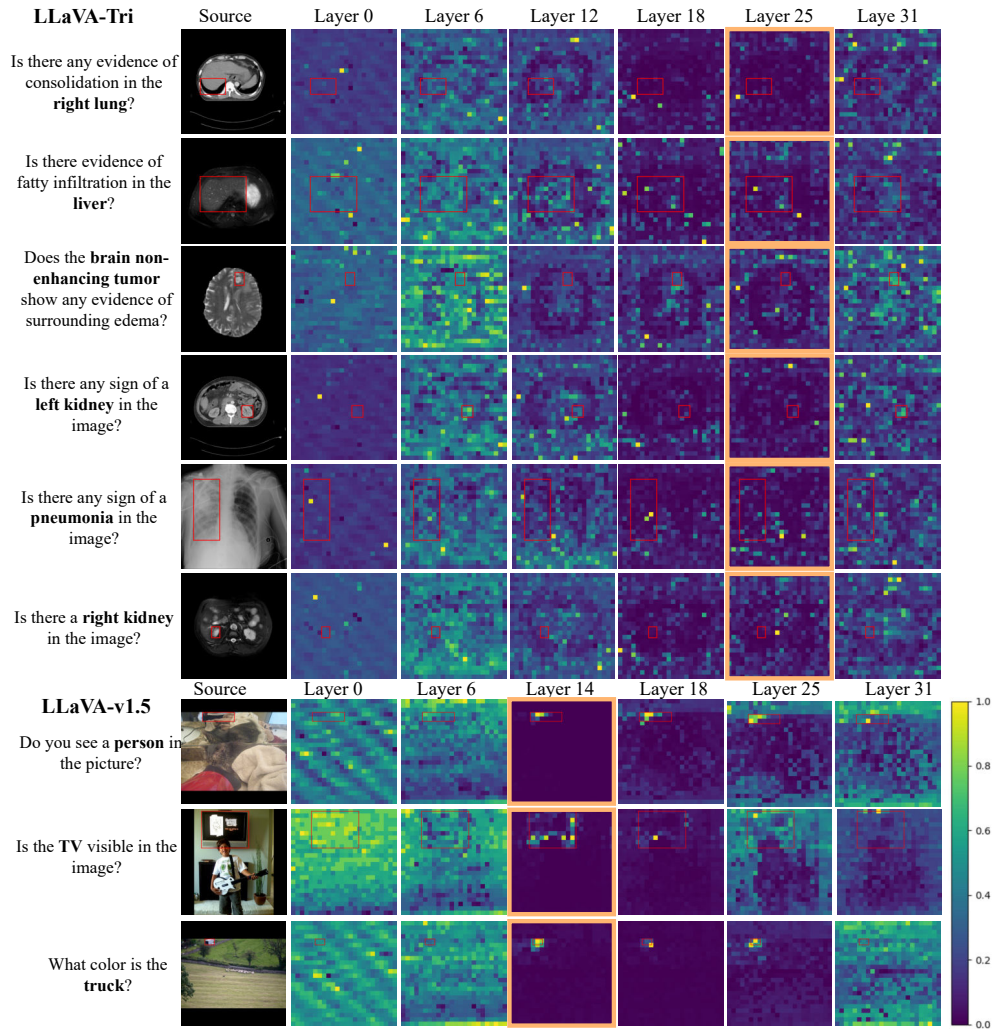 LLaVA-Tri Source Layer 0 Layer 6 Layer 12 Layer 18 Layer 25 Laye 31
Is there any evidence of
consolidation in the
right lung?
Is there evidence of
fatty infiltration in the
liver?
Does the brain non-
enhancing tumor
show any evidence of
surrounding edema?
Is there any sign of a
left kidney in the
image?
Is there any sign of a
pneumonia in the
image?
Is there a right kidney
in the image?
Source Layer 0 Layer 6 Layer 14 Layer 18 Layer 25 Layer 31
LLaVA-v1.5
Do you see a person in
the picture?
Is the TV visible in the
image?
What color is the
truck?
1.0
0.8
0.6
0.4
0.2
0.0